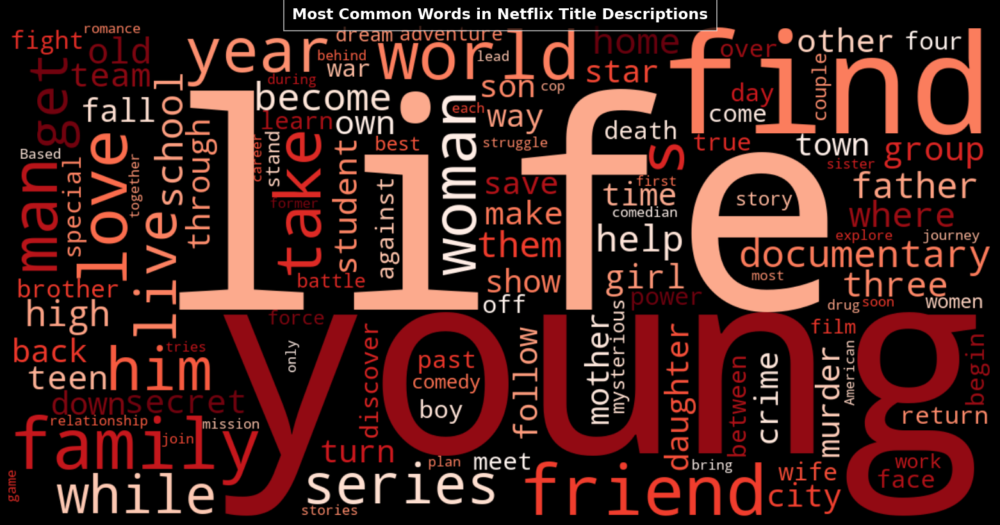 Most Common Words in Netflix Title Descriptions
romance
fight
old
team
get
year
behind
dream
adventure
war
world
lead
home
star
find
over
other
four
couple
day
come
during
become
son
cop
way
each
woman
fall
school
learn
own
best
struggle
death
s
true
town
group
sister
Based
man
special
love
together
live
through
career
stand
take
former
student
against
life
save
make
them
show
off
first
time
comedian
help
girl
power
story
father
where
explore
journey
documentary
most
three
drug
soon
women
brother
high
battle
force
back
teen
him
tries
only
down
secret
young
discover
past
comedy
boy
follow
mother
mysterious
daughter
between
crime
murder
American
film
begin
return
relationship
mission
family
join
game
while
turn
plan
meet
series
stories
friend
bring
wife
city
work
face